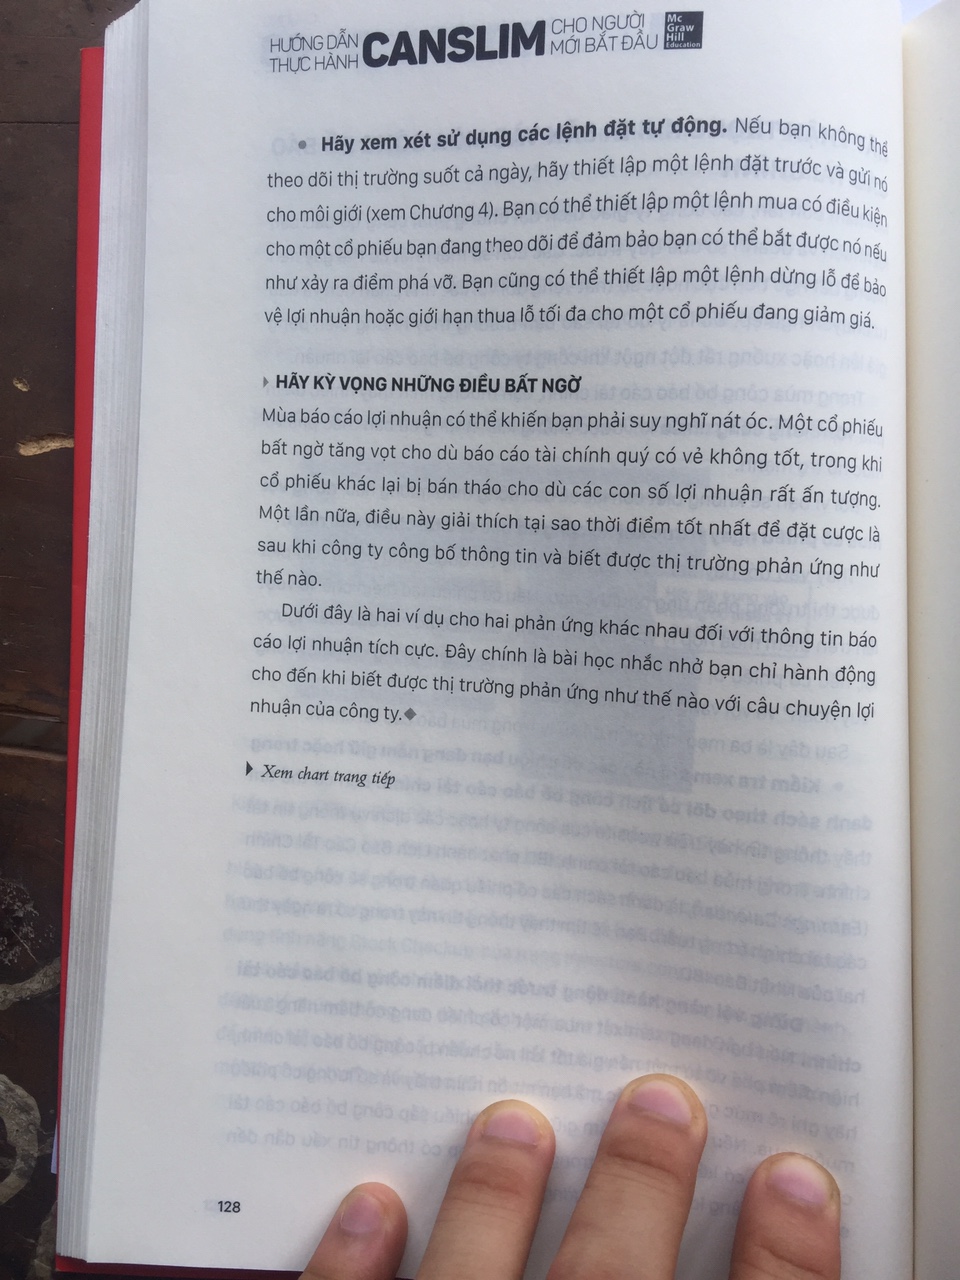 HƯỚNG DẪN THỰC HÀNH CANSLIM CHO NGƯỜI MỚI BẮT ĐẦU
Mc Graw Hill Education
• Hãy xem xét sử dụng các lệnh đặt tự động. Nếu bạn không thể
theo dõi thị trường suốt cả ngày, hãy thiết lập một lệnh đặt trước và gửi nó
cho môi giới (xem Chương 4). Bạn có thể thiết lập một lệnh mua có điều kiện
cho một cổ phiếu bạn đang theo dõi để đảm bảo bạn có thể bắt được nó nếu
như xảy ra điểm phá vỡ. Bạn cũng có thể thiết lập một lệnh dừng lỗ để bảo
vệ lợi nhuận hoặc giới hạn thua lỗ tối đa cho một cổ phiếu đang giảm giá.
HÃY KỲ VỌNG NHỮNG ĐIỀU BẤT NGỜ
Mùa báo cáo lợi nhuận có thể khiến bạn phải suy nghĩ nát óc. Một cổ phiếu
bất ngờ tăng vọt cho dù báo cáo tài chính quý có vẻ không tốt, trong khi
cổ phiếu khác lại bị bán tháo cho dù các con số lợi nhuận rất ấn tượng.
Một lần nữa, điều này giải thích tại sao thời điểm tốt nhất để đặt cược là
sau khi công ty công bố thông tin và biết được thị trường phản ứng như
thế nào.
Dưới đây là hai ví dụ cho hai phản ứng khác nhau đối với thông tin báo
cáo lợi nhuận tích cực. Đây chính là bài học nhắc nhở bạn chỉ hành động
cho đến khi biết được thị trường phản ứng như thế nào với câu chuyện lợi
nhuận của công ty.◆
Xem chart trang tiếp
128